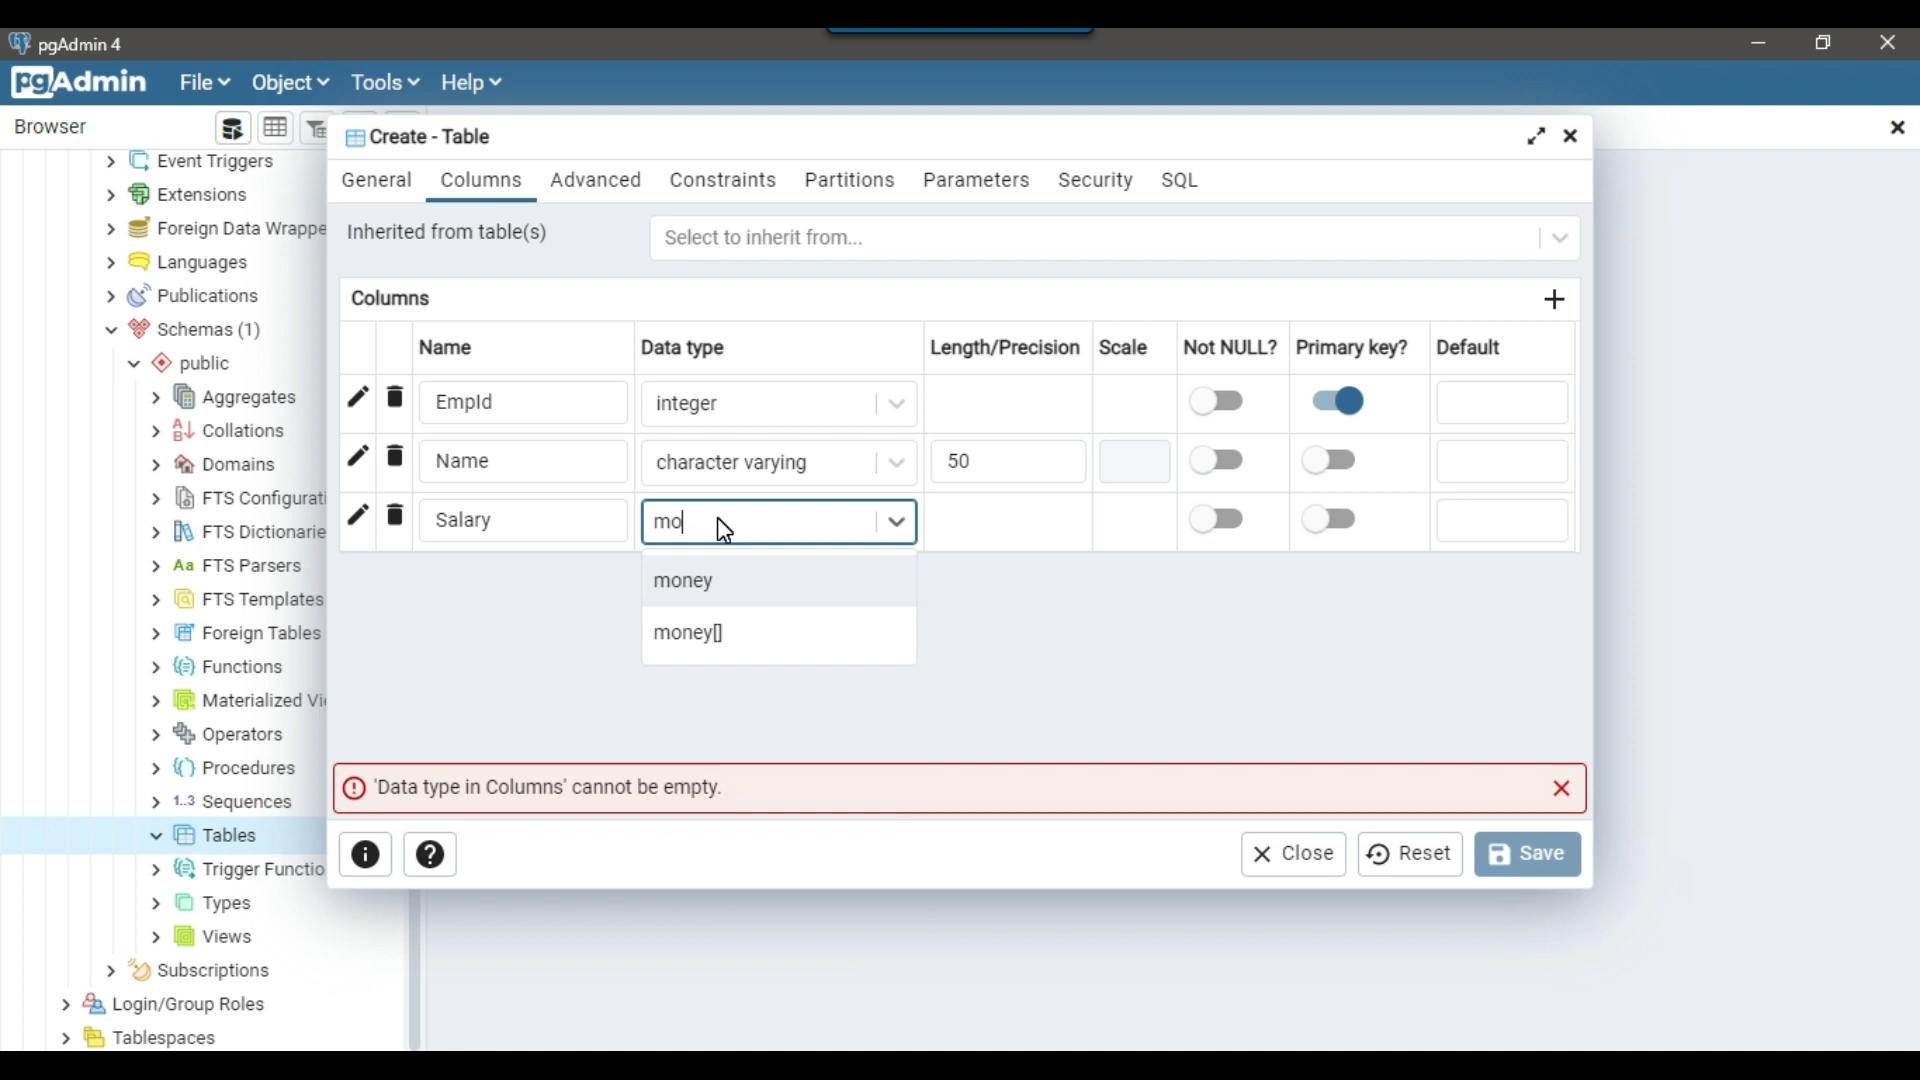 pgAdmin 4
pgAdmin File Object Tools Help
Browser
Event Triggers
Extensions
Foreign Data Wrappe
Languages
Publications
Schemas (1)
public
Aggregates
Collations
Domains
FTS Configurati
FTS Dictionarie
Aa FTS Parsers
FTS Templates
Foreign Tables
Functions
Materialized Vi
Operators
Procedures
1..3 Sequences
Tables
Trigger Functio
Types
Views
Subscriptions
Login/Group Roles
Tablespaces
Create - Table
General Columns Advanced Constraints Partitions Parameters Security SQL
Inherited from table(s) Select to inherit from...
Columns
Name Data type Length/Precision Scale Not NULL? Primary key? Default
EmpId integer
Name character varying 50
Salary mo
money
money[]
'Data type in Columns' cannot be empty.
Close Reset Save